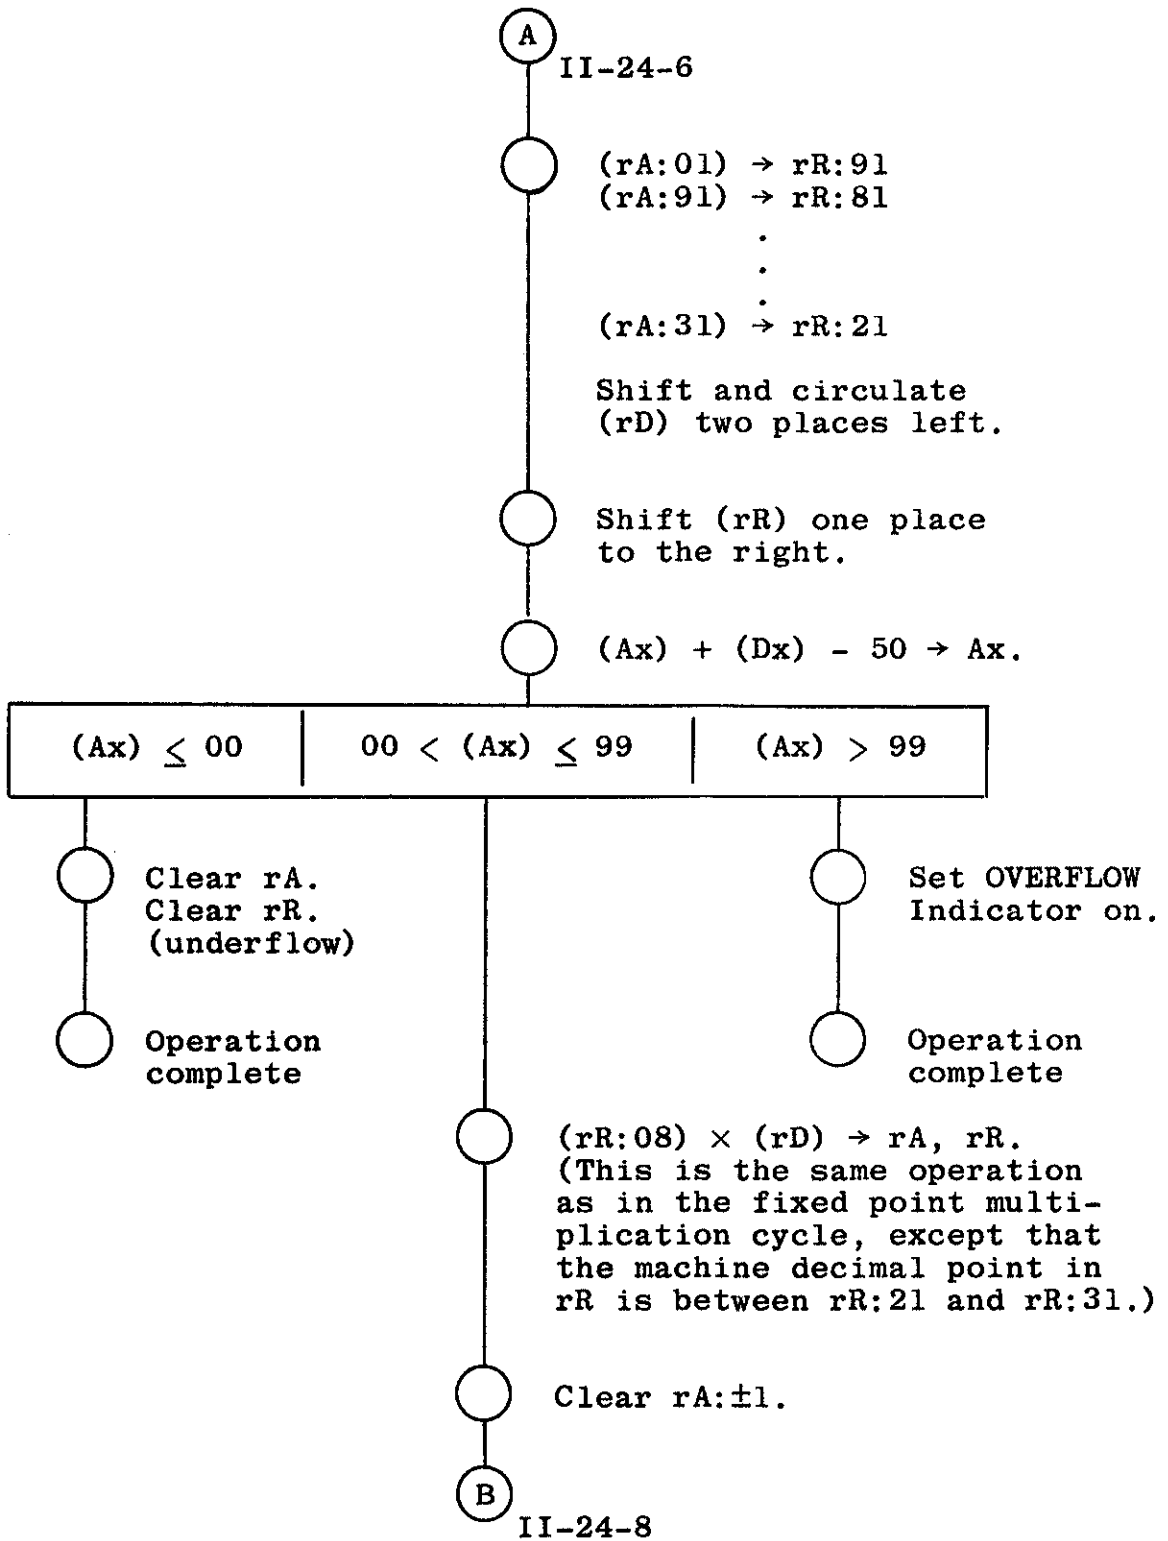 A
II-24-6
(rA:01) → rR:91
(rA:91) → rR:81
.
.
.
(rA:31) → rR:21
Shift and circulate
(rD) two places left.
Shift (rR) one place
to the right.
(Ax) + (Dx) - 50 → Ax.
(Ax) ≤ 00
00 < (Ax) ≤ 99
(Ax) > 99
Clear rA.
Clear rR.
(underflow)
Set OVERFLOW
Indicator on.
Operation
complete
Operation
complete
(rR:08) × (rD) → rA, rR.
(This is the same operation
as in the fixed point multi-
plication cycle, except that
the machine decimal point in
rR is between rR:21 and rR:31.)
Clear rA:±1.
B
II-24-8